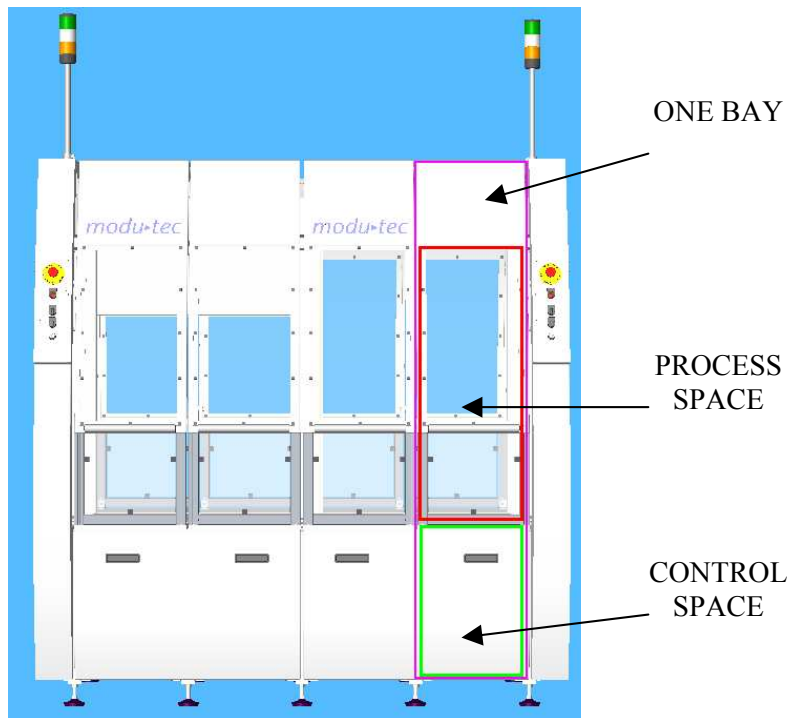 ONE BAY
modu▸tec
modu▸tec
PROCESS
SPACE
CONTROL
SPACE